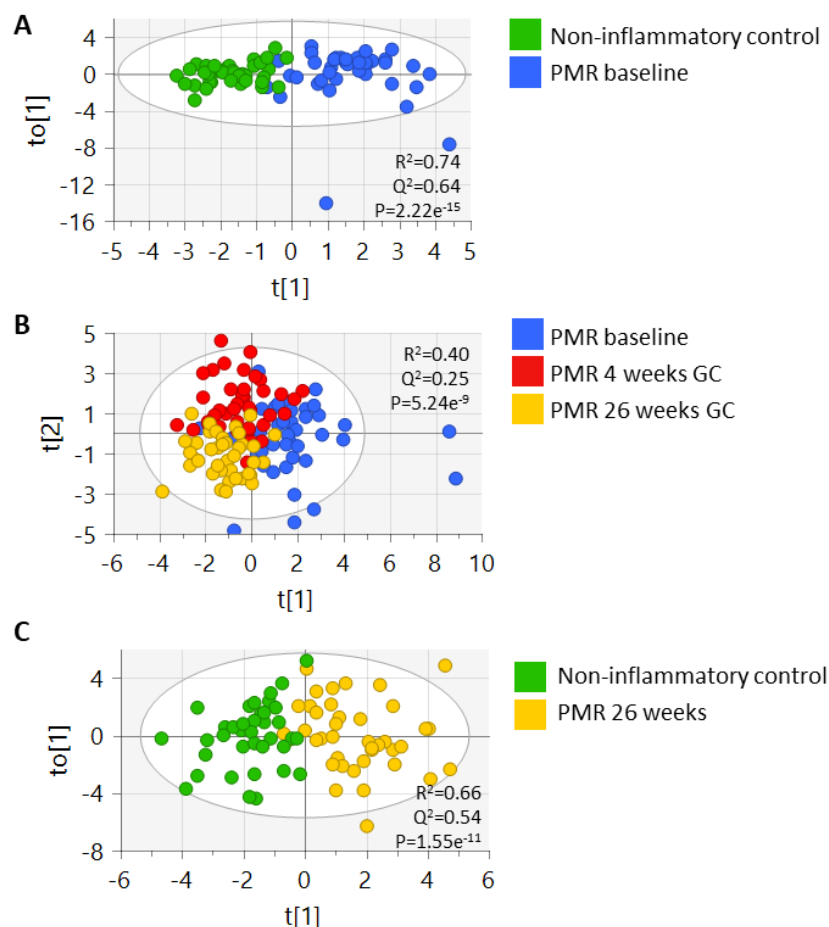 A
Non-inflammatory control
PMR baseline
to[1]
4
0
-4
-8
-12
-16
R²=0.74
Q²=0.64
P=2.22e⁻¹⁵
-5 -4 -3 -2 -1 0 1 2 3 4 5
t[1]
B
PMR baseline
PMR 4 weeks GC
PMR 26 weeks GC
t[2]
5
3
1
-1
-3
-5
R²=0.40
Q²=0.25
P=5.24e⁻⁹
-6 -4 -2 0 2 4 6 8 10
t[1]
C
Non-inflammatory control
PMR 26 weeks
to[1]
4
0
-4
-8
R²=0.66
Q²=0.54
P=1.55e⁻¹¹
-6 -4 -2 0 2 4 6
t[1]